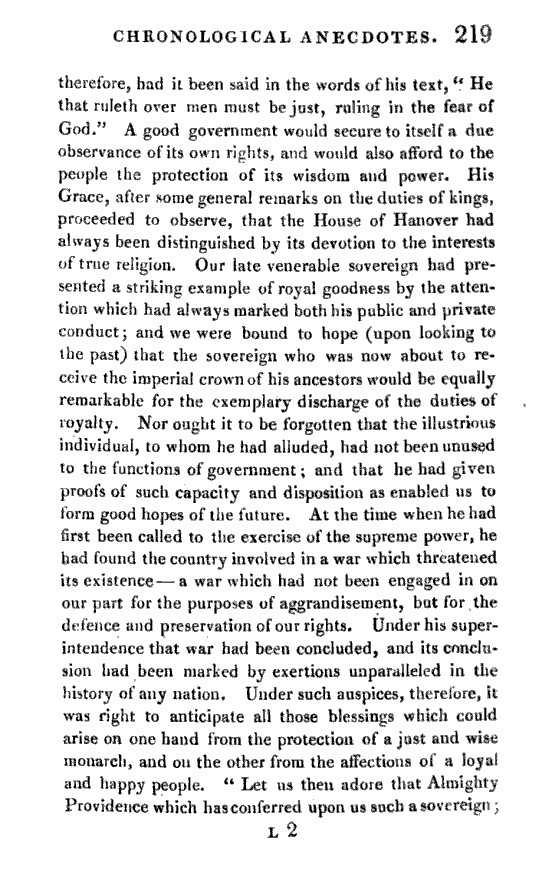 CHRONOLOGICAL ANECDOTES. 219
therefore, had it been said in the words of his text, “ He
that ruleth over men must be just, ruling in the fear of
God.” A good government would secure to itself a due
observance of its own rights, and would also afford to the
people the protection of its wisdom and power. His
Grace, after some general remarks on the duties of kings,
proceeded to observe, that the House of Hanover had
always been distinguished by its devotion to the interests
of true religion. Our late venerable sovereign had pre-
sented a striking example of royal goodness by the atten-
tion which had always marked both his public and private
conduct; and we were bound to hope (upon looking to
the past) that the sovereign who was now about to re-
ceive the imperial crown of his ancestors would be equally
remarkable for the exemplary discharge of the duties of
royalty. Nor ought it to be forgotten that the illustrious
individual, to whom he had alluded, had not been unused
to the functions of government; and that he had given
proofs of such capacity and disposition as enabled us to
form good hopes of the future. At the time when he had
first been called to the exercise of the supreme power, he
had found the country involved in a war which threatened
its existence — a war which had not been engaged in on
our part for the purposes of aggrandisement, but for the
defence and preservation of our rights. Under his super-
intendence that war had been concluded, and its conclu-
sion had been marked by exertions unparalleled in the
history of any nation. Under such auspices, therefore, it
was right to anticipate all those blessings which could
arise on one hand from the protection of a just and wise
monarch, and on the other from the affections of a loyal
and happy people. “ Let us then adore that Almighty
Providence which has conferred upon us such a sovereign;
L 2